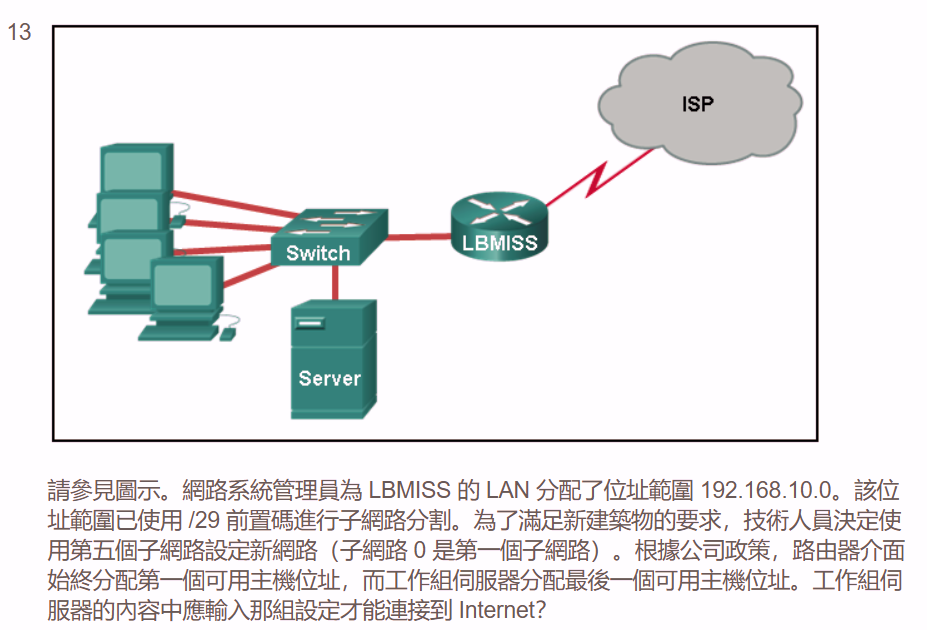 13
ISP
LBMISS
Switch
Server
請參見圖示。網路系統管理員為 LBMISS 的 LAN 分配了位址範圍 192.168.10.0。該位
址範圍已使用 /29 前置碼進行子網路分割。為了滿足新建築物的要求，技術人員決定使
用第五個子網路設定新網路（子網路 0 是第一個子網路）。根據公司政策，路由器介面
始終分配第一個可用主機位址，而工作組伺服器分配最後一個可用主機位址。工作組伺
服器的內容中應輸入那組設定才能連接到 Internet？